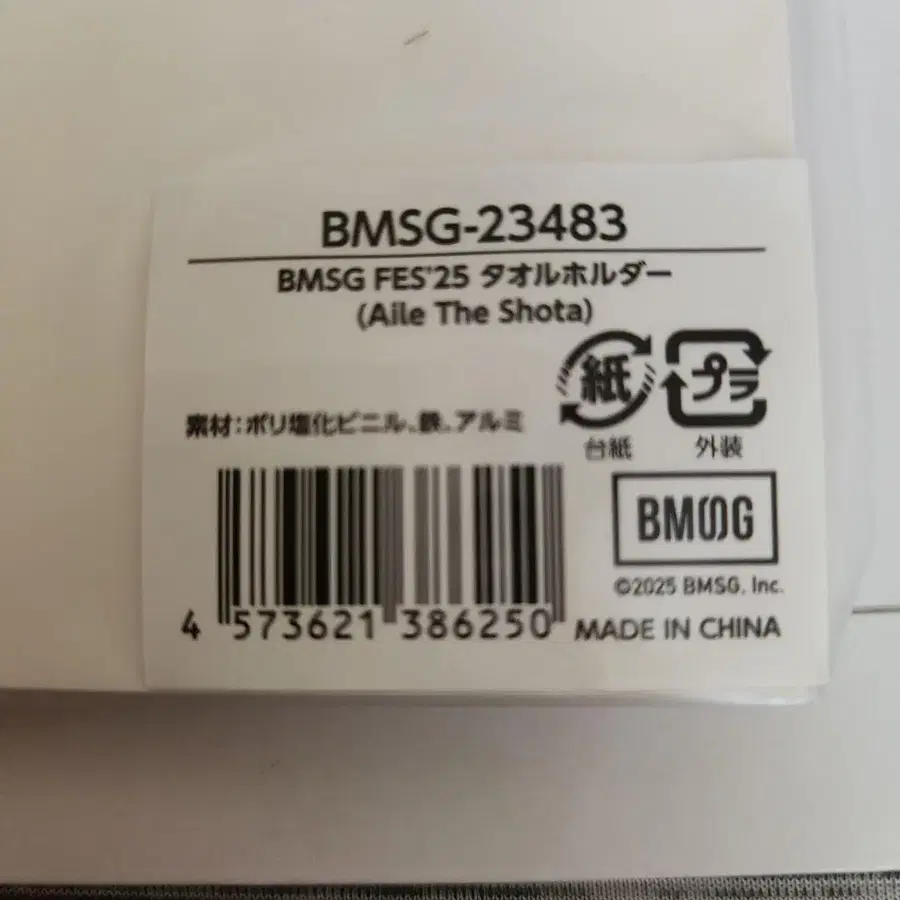 BMSG-23483
BMSG FES'25 タオルホルダー
(Aile The Shota)
紙
プラ
素材:ポリ塩化ビニル、鉄、アルミ
台紙
外装
BMSG
©2025 BMSG, Inc.
4 573621 386250
MADE IN CHINA